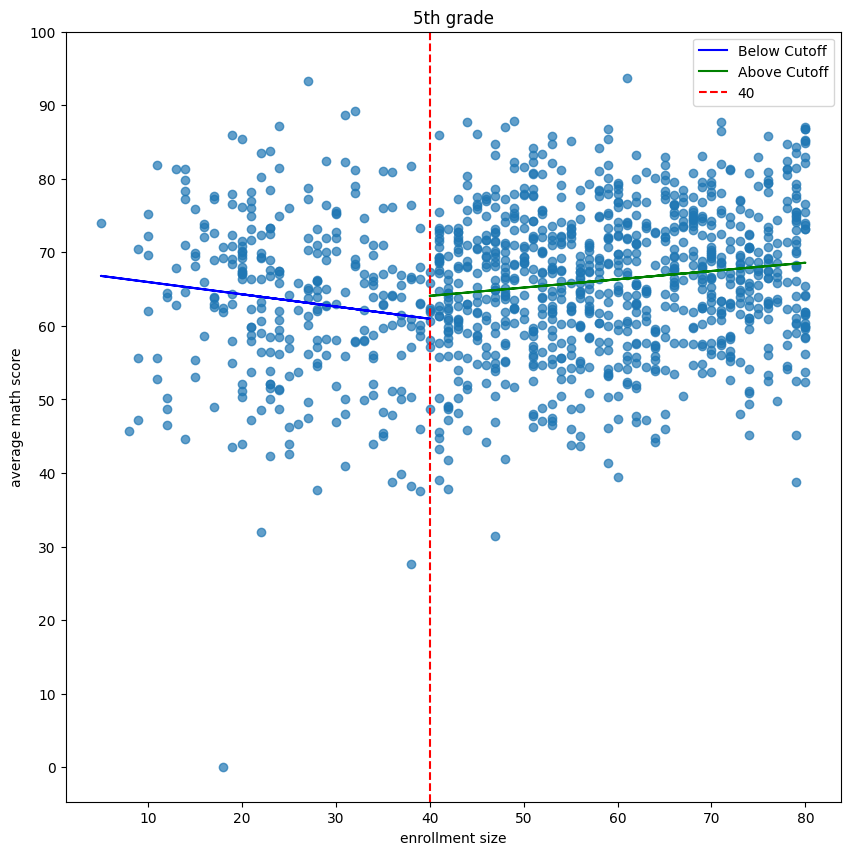 5th grade
Below Cutoff
Above Cutoff
40
average math score
100
90
80
70
60
50
40
30
20
10
0
10 20 30 40 50 60 70 80
enrollment size